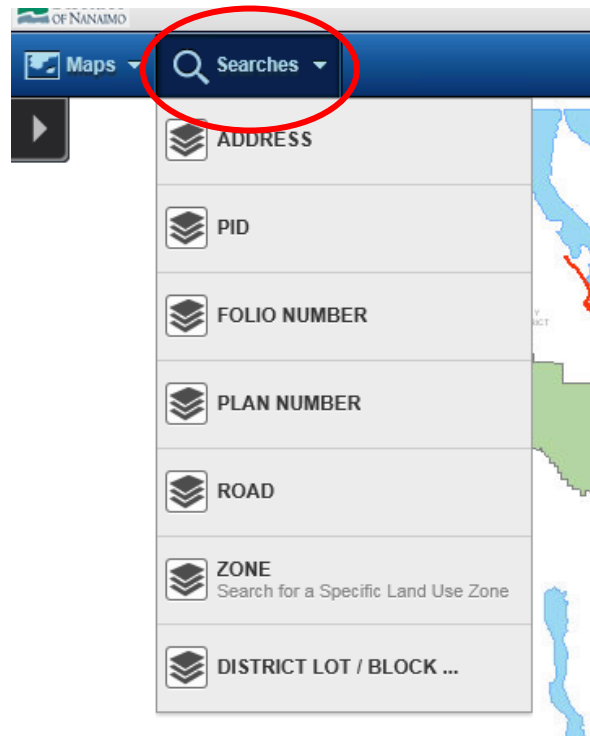 OF NANAIMO
Maps
Searches
ADDRESS
PID
FOLIO NUMBER
PLAN NUMBER
ROAD
ZONE
Search for a Specific Land Use Zone
DISTRICT LOT / BLOCK ...